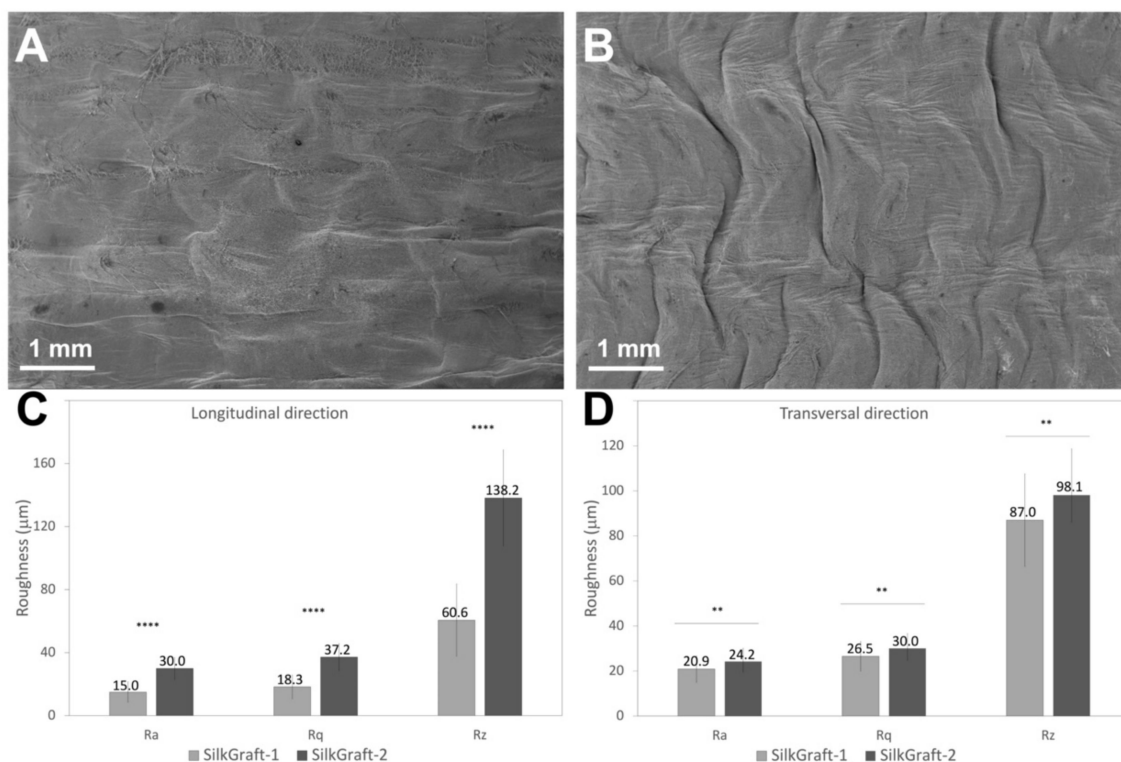 A
1 mm
B
1 mm
C
Longitudinal direction
Roughness (μm)
160
120
80
40
0
****
****
****
15.0
30.0
18.3
37.2
60.6
138.2
Ra
Rq
Rz
SilkGraft-1
SilkGraft-2
D
Transversal direction
Roughness (μm)
120
100
80
60
40
20
0
**
**
**
20.9
24.2
26.5
30.0
87.0
98.1
Ra
Rq
Rz
SilkGraft-1
SilkGraft-2